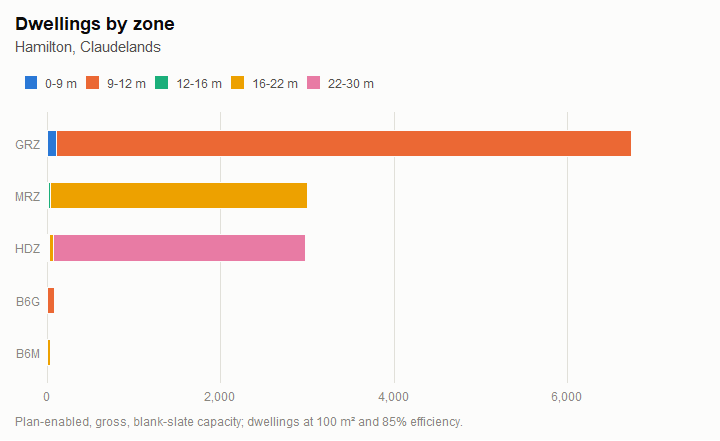 Dwellings by zone
Hamilton, Claudelands
0-9 m 9-12 m 12-16 m 16-22 m 22-30 m
GRZ
MRZ
HDZ
B6G
B6M
0 2,000 4,000 6,000
Plan-enabled, gross, blank-slate capacity; dwellings at 100 m² and 85% efficiency.